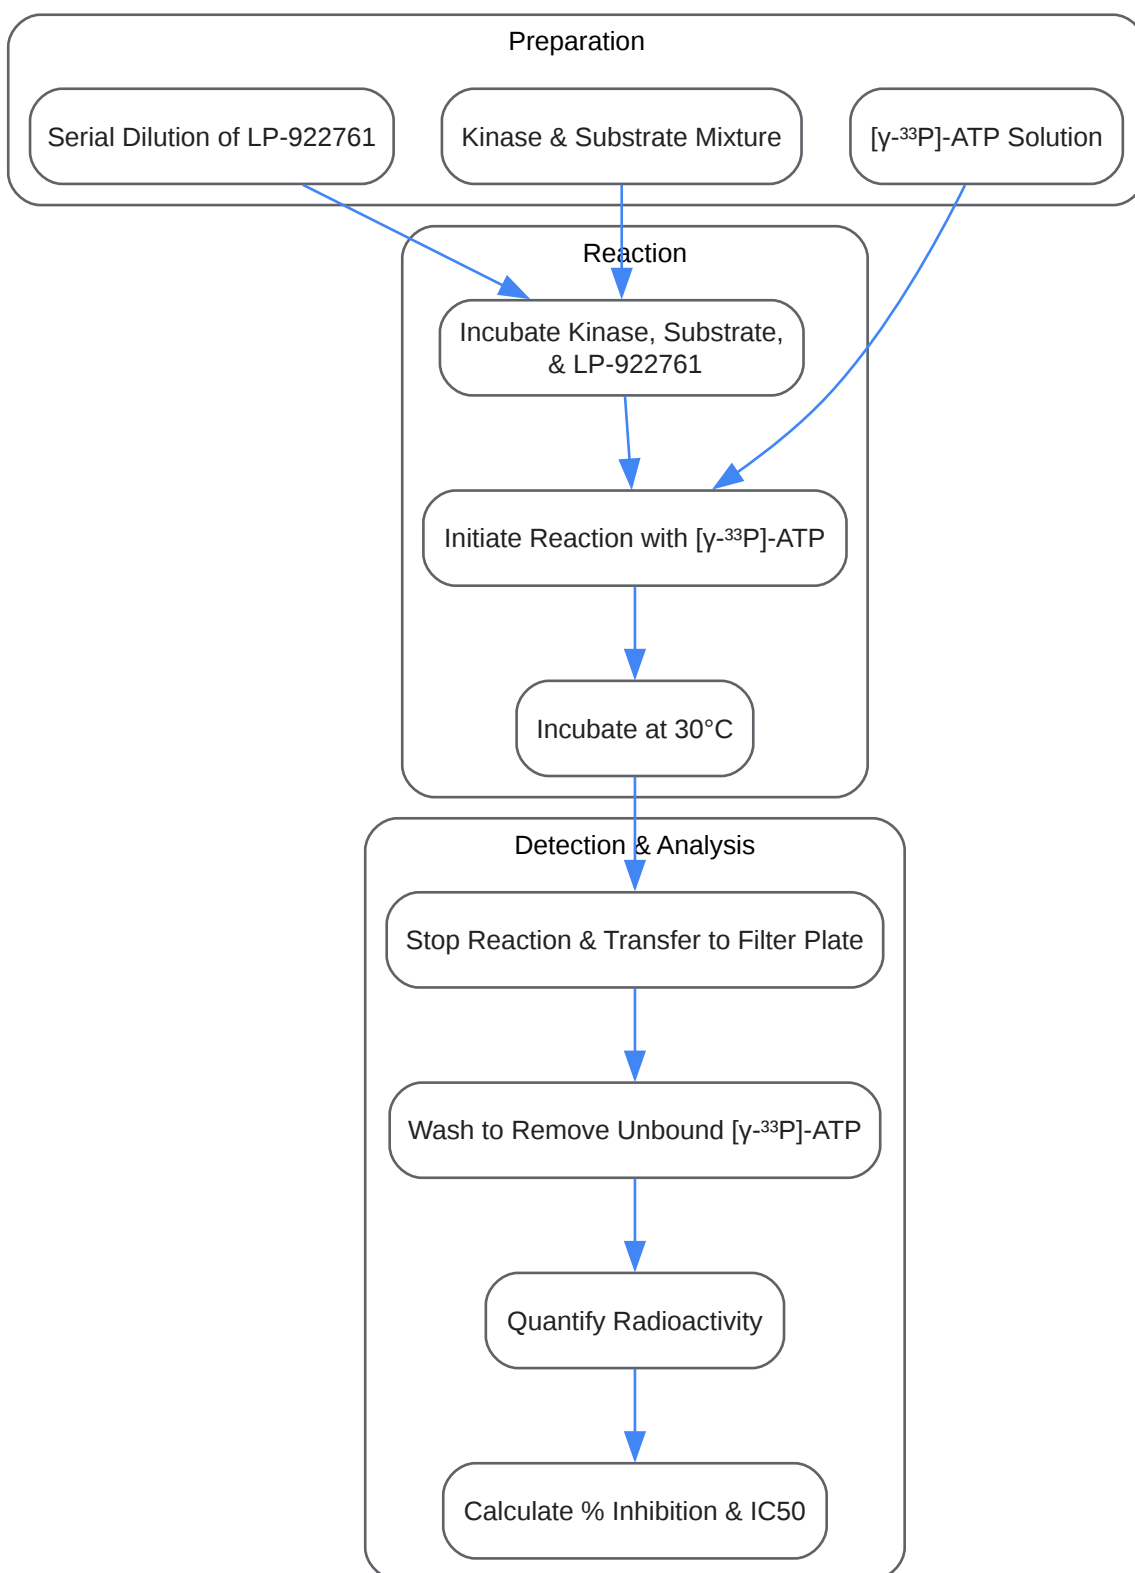 Preparation
Serial Dilution of LP-922761
Kinase & Substrate Mixture
[γ-³³P]-ATP Solution
Reaction
Incubate Kinase, Substrate,
& LP-922761
Initiate Reaction with [γ-³³P]-ATP
Incubate at 30°C
Detection & Analysis
Stop Reaction & Transfer to Filter Plate
Wash to Remove Unbound [γ-³³P]-ATP
Quantify Radioactivity
Calculate % Inhibition & IC50